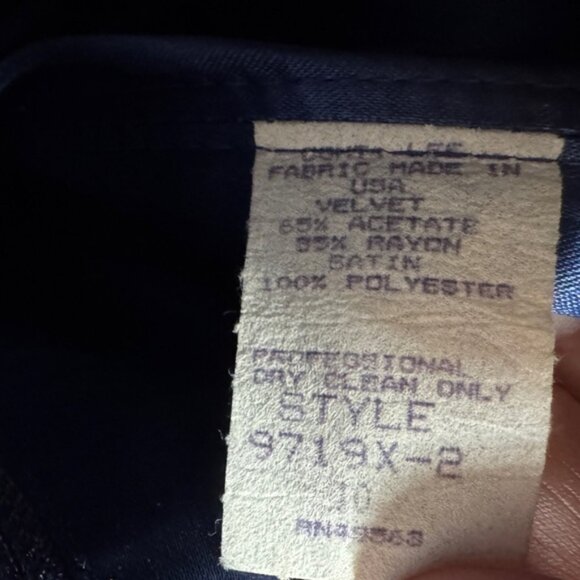 FABRIC MADE IN
USA
VELVET
65% ACETATE
35% RAYON
SATIN
100% POLYESTER
PROFESSIONAL
DRY CLEAN ONLY
STYLE
9719X-2
10
RN49563